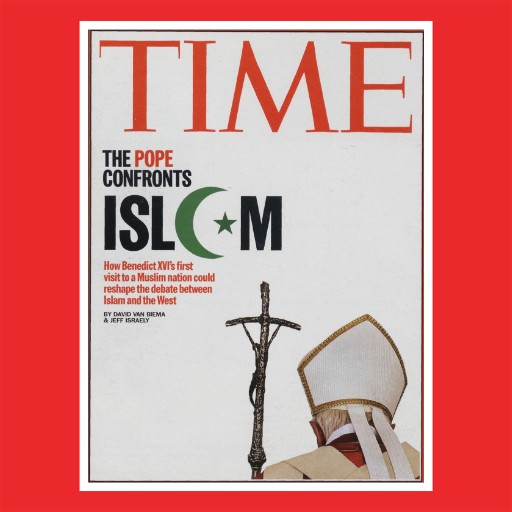 TIME
THE POPE
CONFRONTS
ISL☪M
How Benedict XVI's first
visit to a Muslim nation could
reshape the debate between
Islam and the West
BY DAVID VAN BIEMA
& JEFF ISRAELY